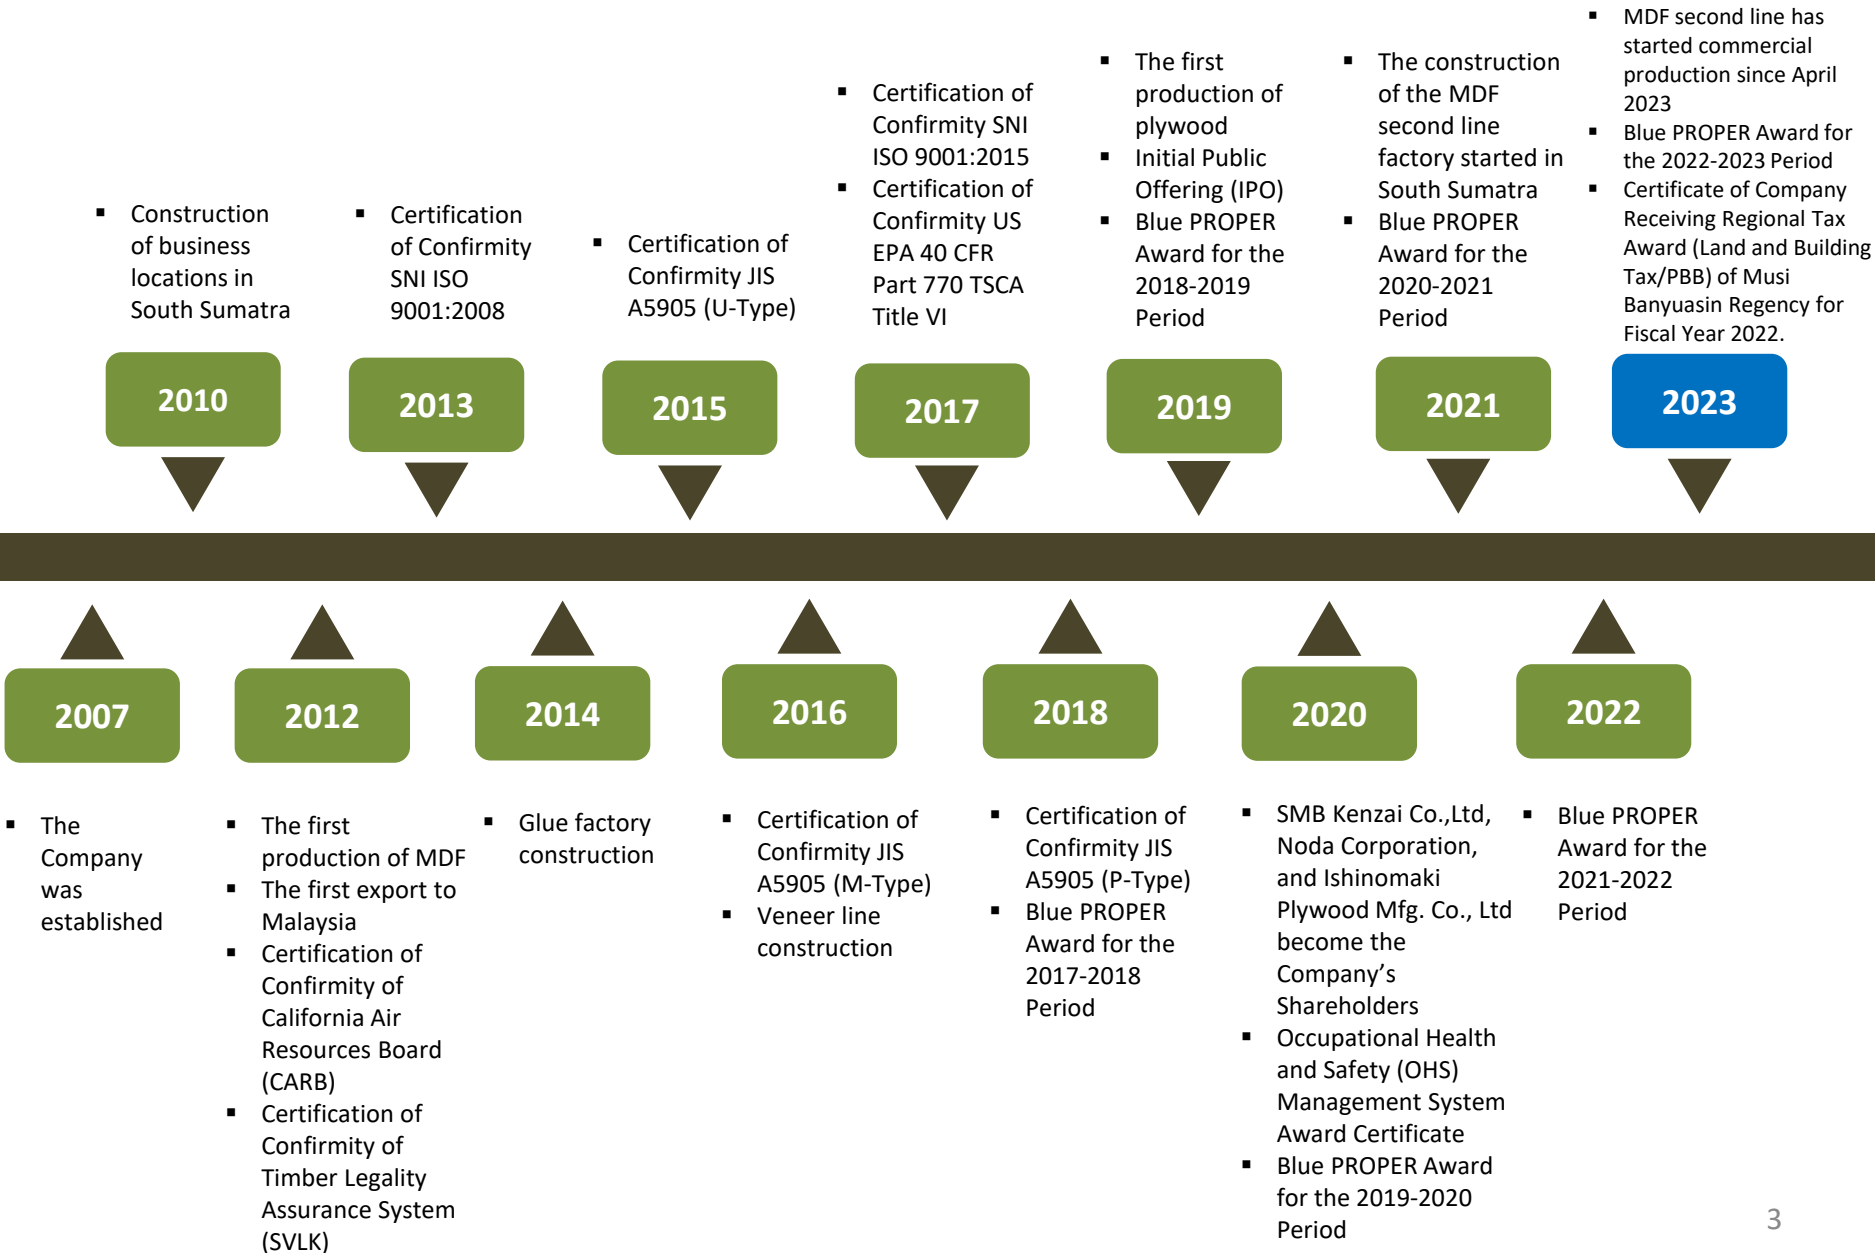 ▪ Construction
of business
locations in
South Sumatra
2010
▪ Certification
of Confirmity
SNI ISO
9001:2008
2013
▪ Certification of
Confirmity JIS
A5905 (U-Type)
2015
▪ Certification of
Confirmity SNI
ISO 9001:2015
▪ Certification of
Confirmity US
EPA 40 CFR
Part 770 TSCA
Title VI
2017
▪ The first
production of
plywood
▪ Initial Public
Offering (IPO)
▪ Blue PROPER
Award for the
2018-2019
Period
2019
▪ The construction
of the MDF
second line
factory started in
South Sumatra
▪ Blue PROPER
Award for the
2020-2021
Period
2021
▪ MDF second line has
started commercial
production since April
2023
▪ Blue PROPER Award for
the 2022-2023 Period
▪ Certificate of Company
Receiving Regional Tax
Award (Land and Building
Tax/PBB) of Musi
Banyuasin Regency for
Fiscal Year 2022.
2023
2007
▪ The
Company
was
established
2012
▪ The first
production of MDF
▪ The first export to
Malaysia
▪ Certification of
Confirmity of
California Air
Resources Board
(CARB)
▪ Certification of
Confirmity of
Timber Legality
Assurance System
(SVLK)
2014
▪ Glue factory
construction
2016
▪ Certification of
Confirmity JIS
A5905 (M-Type)
▪ Veneer line
construction
2018
▪ Certification of
Confirmity JIS
A5905 (P-Type)
▪ Blue PROPER
Award for the
2017-2018
Period
2020
▪ SMB Kenzai Co.,Ltd,
Noda Corporation,
and Ishinomaki
Plywood Mfg. Co., Ltd
become the
Company’s
Shareholders
▪ Occupational Health
and Safety (OHS)
Management System
Award Certificate
▪ Blue PROPER Award
for the 2019-2020
Period
2022
▪ Blue PROPER
Award for the
2021-2022
Period
3